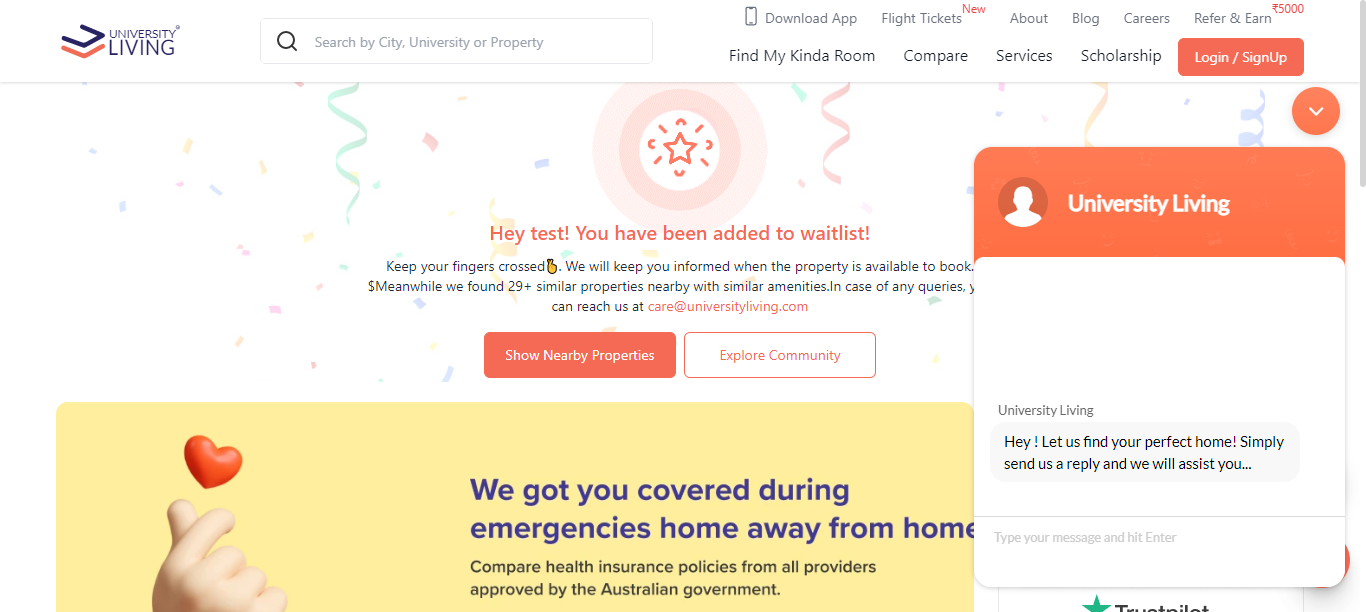 UNIVERSITY
LIVING
Search by City, University or Property
Download App
Flight Tickets
New
About
Blog
Careers
Refer & Earn
₹5000
Find My Kinda Room
Compare
Services
Scholarship
Login / SignUp
Hey test! You have been added to waitlist!
Keep your fingers crossed🫰. We will keep you informed when the property is available to book.
$Meanwhile we found 29+ similar properties nearby with similar amenities.In case of any queries,
can reach us at care@universityliving.com
Show Nearby Properties
Explore Community
We got you covered during
emergencies home away from home
Compare health insurance policies from all providers
approved by the Australian government.
University Living
University Living
Hey ! Let us find your perfect home! Simply
send us a reply and we will assist you...
Type your message and hit Enter
Trustpilot